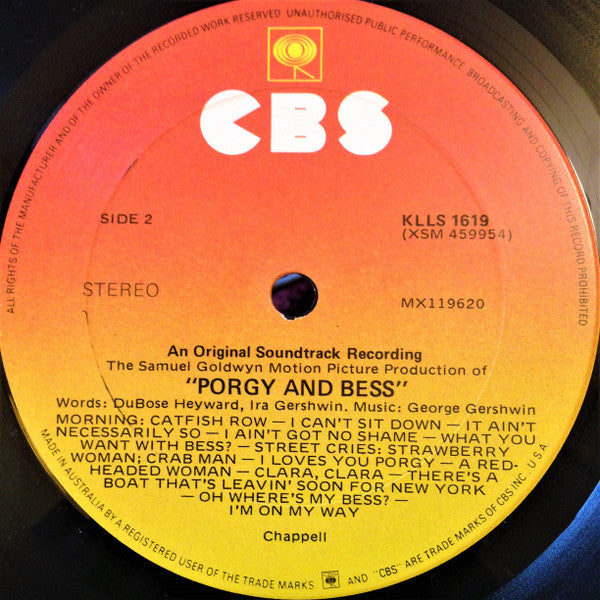 ALL RIGHTS OF THE MANUFACTURER AND OF THE OWNER OF THE RECORDED WORK RESERVED UNAUTHORISED PUBLIC PERFORMANCE, BROADCASTING AND COPYING OF THIS RECORD PROHIBITED
CBS
SIDE 2
KLLS 1619
(XSM 459954)
STEREO
MX119620
An Original Soundtrack Recording
The Samuel Goldwyn Motion Picture Production of
"PORGY AND BESS"
Words: DuBose Heyward, Ira Gershwin. Music: George Gershwin
MORNING: CATFISH ROW — I CAN'T SIT DOWN — IT AIN'T
NECESSARILY SO — I AIN'T GOT NO SHAME — WHAT YOU
WANT WITH BESS? — STREET CRIES: STRAWBERRY
WOMAN; CRAB MAN — I LOVES YOU PORGY — A RED-
HEADED WOMAN — CLARA, CLARA — THERE'S A
BOAT THAT'S LEAVIN' SOON FOR NEW YORK
— OH WHERE'S MY BESS? —
I'M ON MY WAY
Chappell
MADE IN AUSTRALIA BY A REGISTERED USER OF THE TRADE MARKS AND "CBS" ARE TRADE MARKS OF CBS INC. U·S·A